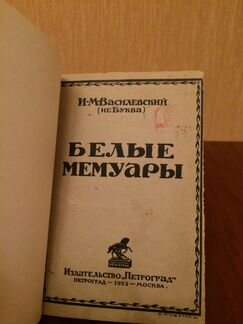 И·М·ВАСИЛЕВСКИЙ
(НЕ-БУКВА)
БЕЛЫЕ
МЕМУАРЫ
ИЗДАТЕЛЬСТВО „ПЕТРОГРАД"
ПЕТРОГРАД — 1923 — МОСКВА.